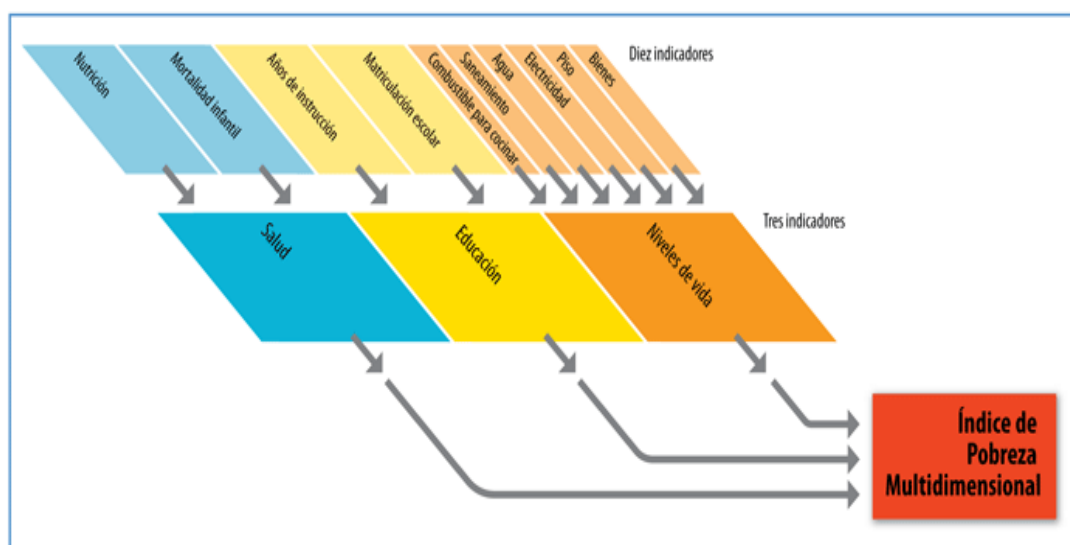 Nutrición
Mortalidad infantil
Años de instrucción
Matriculación escolar
Combustible para cocinar
Saneamiento
Agua
Electricidad
Piso
Bienes
Diez indicadores
Salud
Educación
Niveles de vida
Tres indicadores
Índice de
Pobreza
Multidimensional